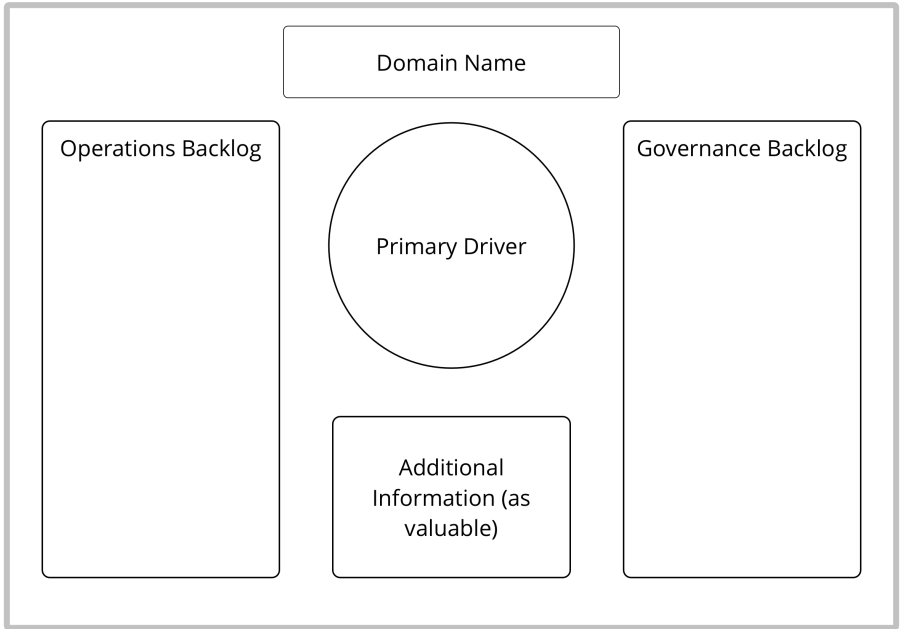 Domain Name
Operations Backlog
Primary Driver
Governance Backlog
Additional
Information (as
valuable)